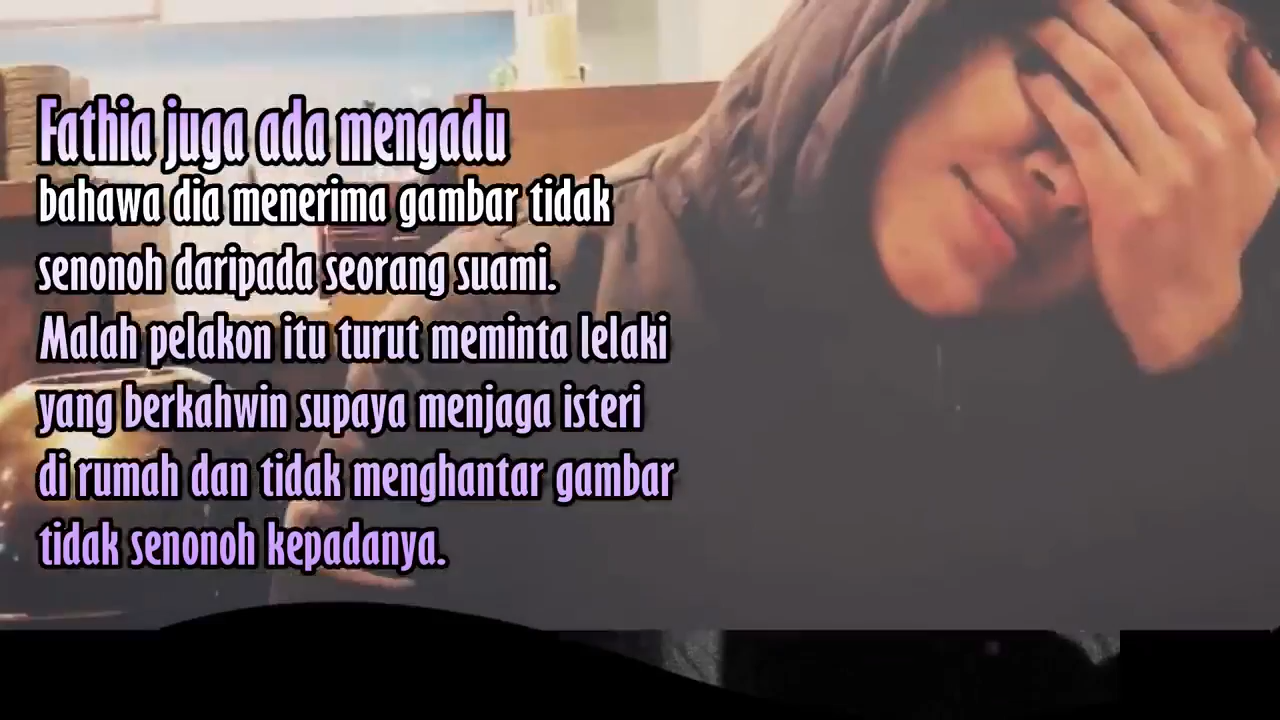 Fathia juga ada mengadu
bahawa dia menerima gambar tidak
senonoh daripada seorang suami.
Malah pelakon itu turut meminta lelaki
yang berkahwin supaya menjaga isteri
di rumah dan tidak menghantar gambar
tidak senonoh kepadanya.